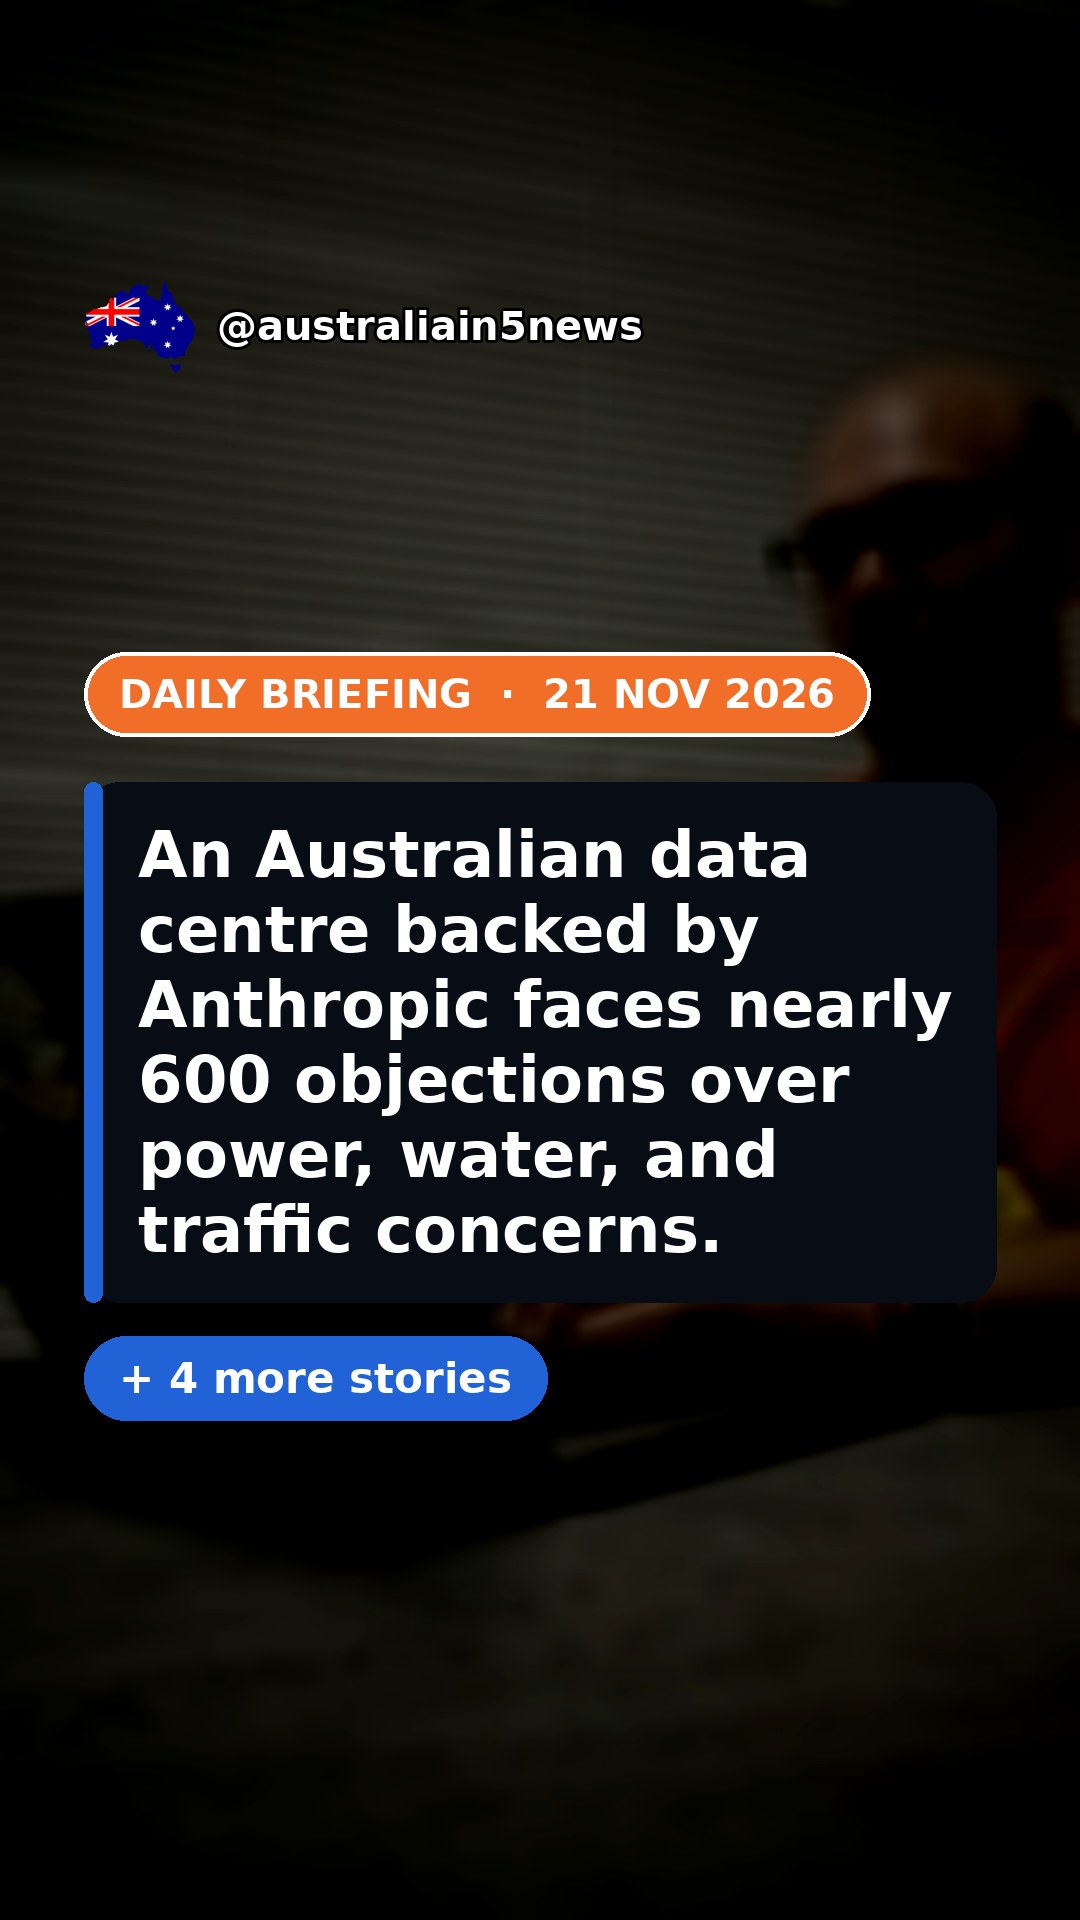 @australiain5news
DAILY BRIEFING · 21 NOV 2026
An Australian data
centre backed by
Anthropic faces nearly
600 objections over
power, water, and
traffic concerns.
+ 4 more stories